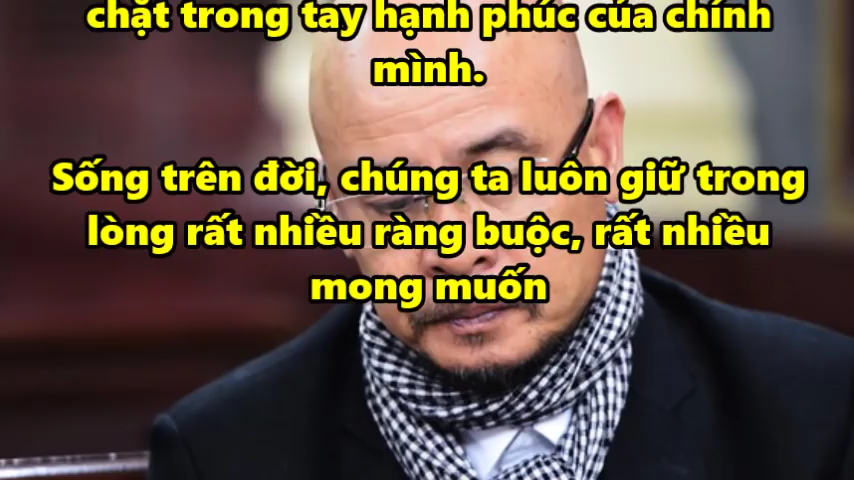 chặt trong tay hạnh phúc của chính
mình.
Sống trên đời, chúng ta luôn giữ trong
lòng rất nhiều ràng buộc, rất nhiều
mong muốn